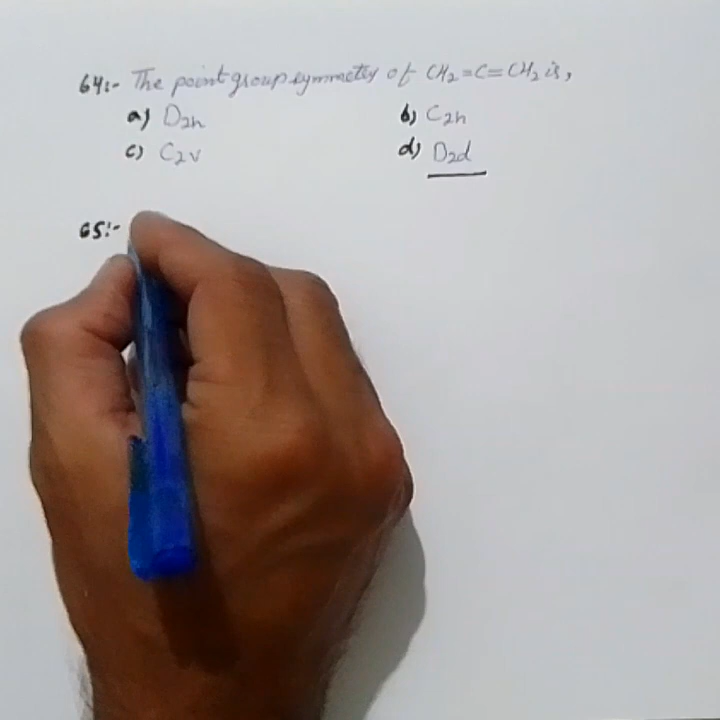 64:- The point group symmetry of CH₂=C=CH₂ is,
a) D₂h b) C₂h
c) C₂v d) D₂d
65:-